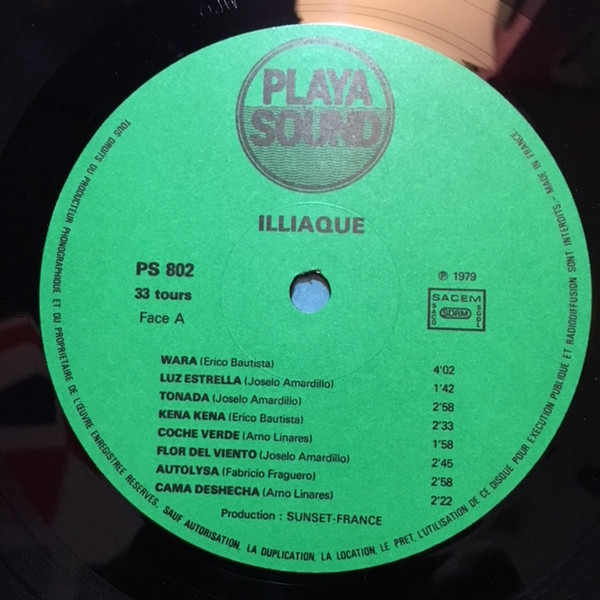 PLAYA
SOUND
ILLIAQUE
PS 802
33 tours
Face A
℗ 1979
SACEM
SACD
SDRM
SGDL
WARA (Erico Bautista) 4'02
LUZ ESTRELLA (Joselo Amardillo) 1'42
TONADA (Joselo Amardillo) 2'58
KENA KENA (Erico Bautista) 2'33
COCHE VERDE (Arno Linares) 1'58
FLOR DEL VIENTO (Joselo Amardillo) 2'45
AUTOLYSA (Fabricio Fraguero) 2'58
CAMA DESHECHA (Arno Linares) 2'22
Production : SUNSET-FRANCE
TOUS DROITS DU PRODUCTEUR PHONOGRAPHIQUE ET DU PROPRIETAIRE DE L'ŒUVRE ENREGISTREE RESERVES. SAUF AUTORISATION, LA DUPLICATION, LA LOCATION, LE PRET, L'UTILISATION DE CE DISQUE POUR EXECUTION PUBLIQUE ET RADIODIFFUSION SONT INTERDITS - MADE IN FRANCE